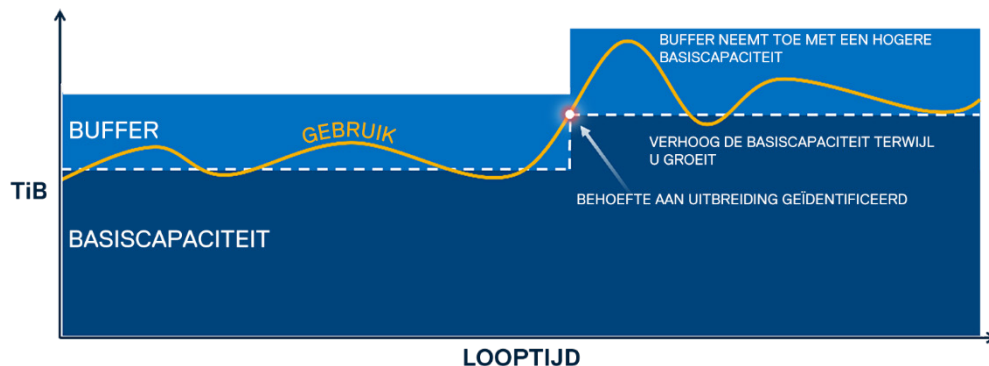 BUFFER NEEMT TOE MET EEN HOGERE
BASISCAPACITEIT
BUFFER
GEBRUIK
VERHOOG DE BASISCAPACITEIT TERWIJL
U GROEIT
TiB
BEHOEFTE AAN UITBREIDING GEÏDENTIFICEERD
BASISCAPACITEIT
LOOPTIJD